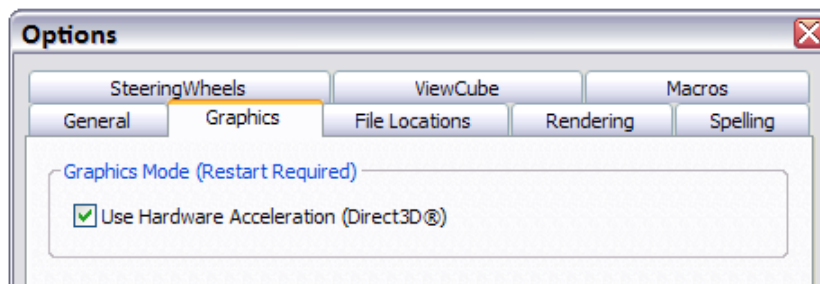 Options
SteeringWheels ViewCube Macros
General Graphics File Locations Rendering Spelling
Graphics Mode (Restart Required)
Use Hardware Acceleration (Direct3D®)